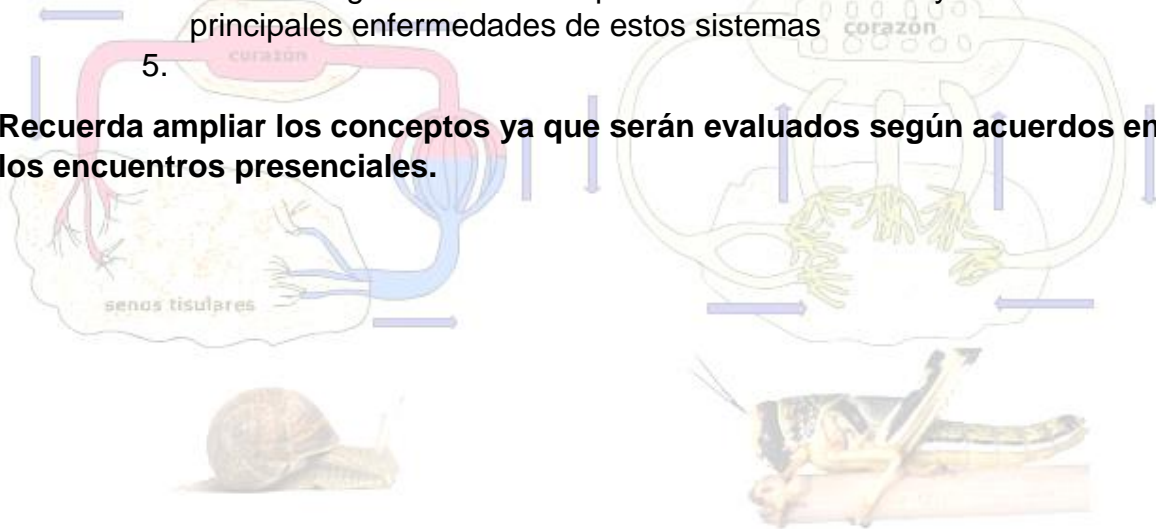 principales enfermedades de estos sistemas
corazón
corazón
5.
Recuerda ampliar los conceptos ya que serán evaluados según acuerdos en
los encuentros presenciales.
senos tisulares